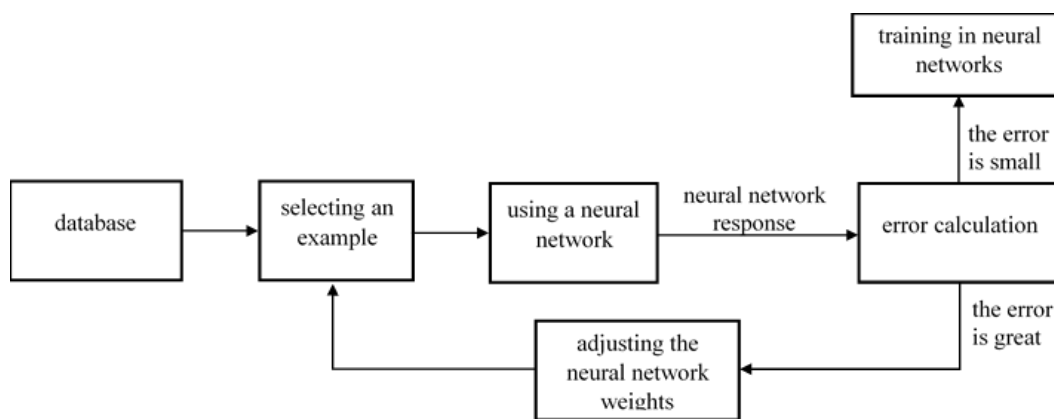 training in neural
networks
the error
is small
database
selecting an
example
using a neural
network
neural network
response
error calculation
the error
is great
adjusting the
neural network
weights